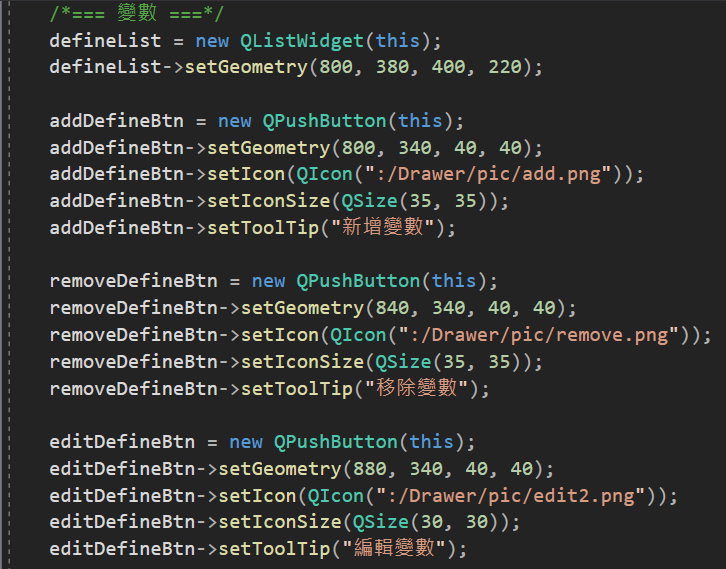 /*=== 變數 ===*/
defineList = new QListWidget(this);
defineList->setGeometry(800, 380, 400, 220);
addDefineBtn = new QPushButton(this);
addDefineBtn->setGeometry(800, 340, 40, 40);
addDefineBtn->setIcon(QIcon(":/Drawer/pic/add.png"));
addDefineBtn->setIconSize(QSize(35, 35));
addDefineBtn->setToolTip("新增變數");
removeDefineBtn = new QPushButton(this);
removeDefineBtn->setGeometry(840, 340, 40, 40);
removeDefineBtn->setIcon(QIcon(":/Drawer/pic/remove.png"));
removeDefineBtn->setIconSize(QSize(35, 35));
removeDefineBtn->setToolTip("移除變數");
editDefineBtn = new QPushButton(this);
editDefineBtn->setGeometry(880, 340, 40, 40);
editDefineBtn->setIcon(QIcon(":/Drawer/pic/edit2.png"));
editDefineBtn->setIconSize(QSize(30, 30));
editDefineBtn->setToolTip("編輯變數");